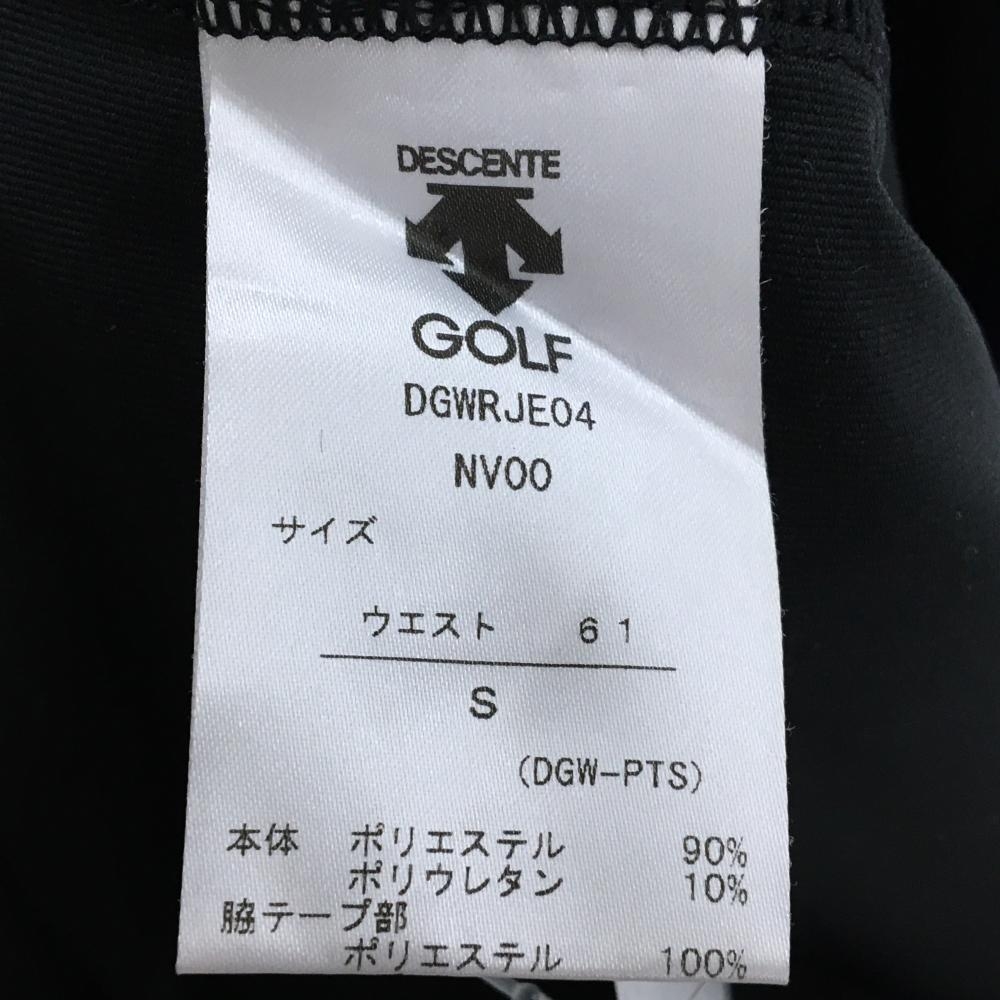 DESCENTE
GOLF
DGWRJE04
NV00
サイズ
ウエスト 61
S
(DGW-PTS)
本体 ポリエステル 90%
ポリウレタン 10%
脇テープ部
ポリエステル 100%